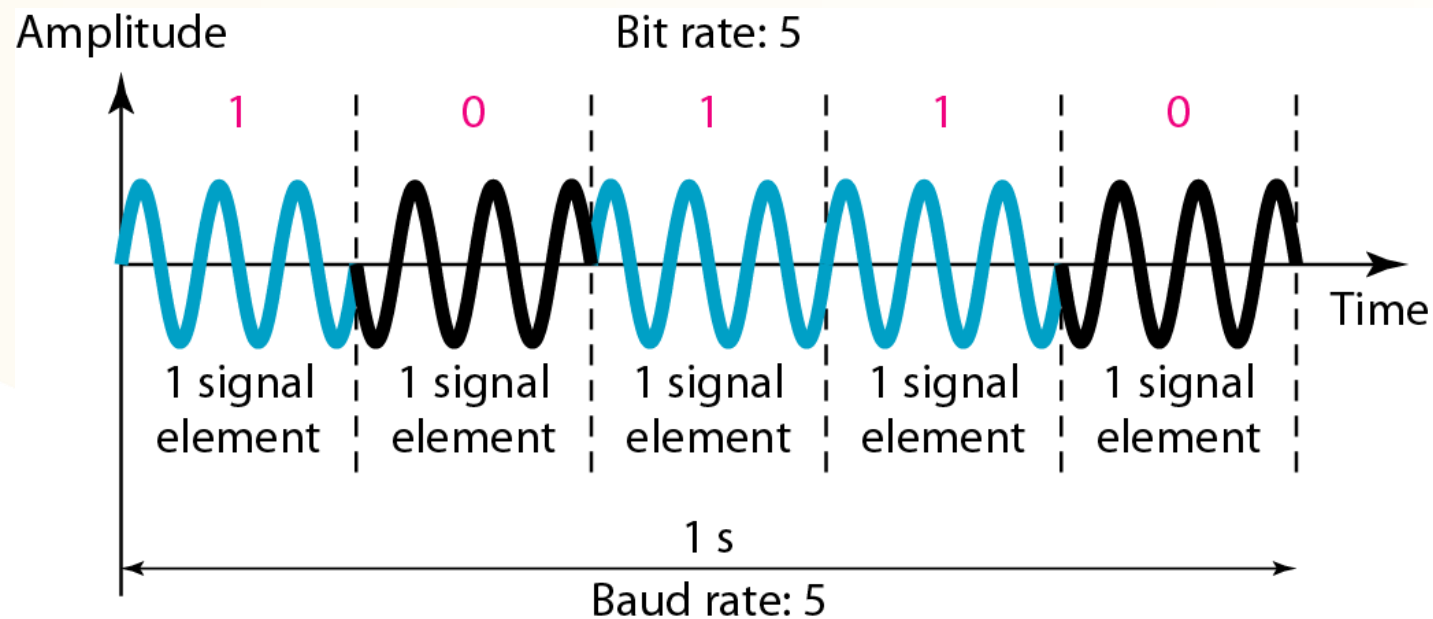 Amplitude
Bit rate: 5
1 0 1 1 0
Time
1 signal 1 signal 1 signal 1 signal 1 signal
element element element element element
1 s
Baud rate: 5